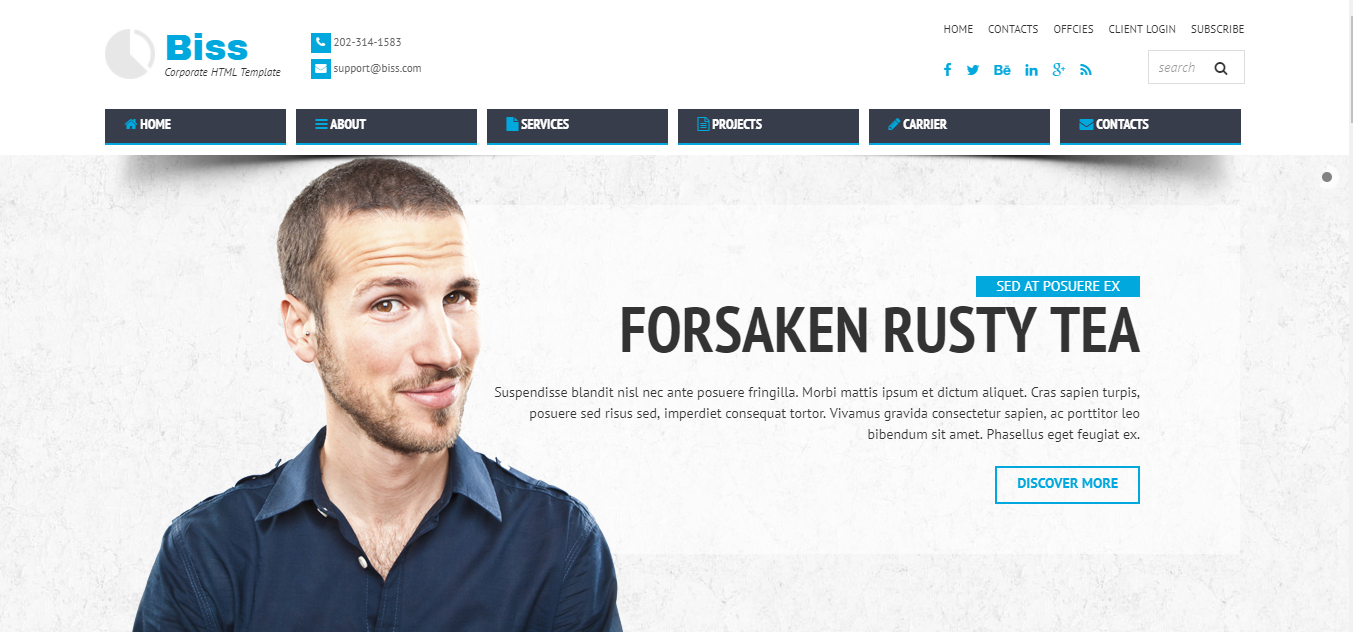 HOME CONTACTS OFFCIES CLIENT LOGIN SUBSCRIBE
Biss
Corporate HTML Template
202-314-1583
support@biss.com
search
HOME ABOUT SERVICES PROJECTS CARRIER CONTACTS
SED AT POSUERE EX
FORSAKEN RUSTY TEA
Suspendisse blandit nisl nec ante posuere fringilla. Morbi mattis ipsum et dictum aliquet. Cras sapien turpis,
posuere sed risus sed, imperdiet consequat tortor. Vivamus gravida consectetur sapien, ac porttitor leo
bibendum sit amet. Phasellus eget feugiat ex.
DISCOVER MORE